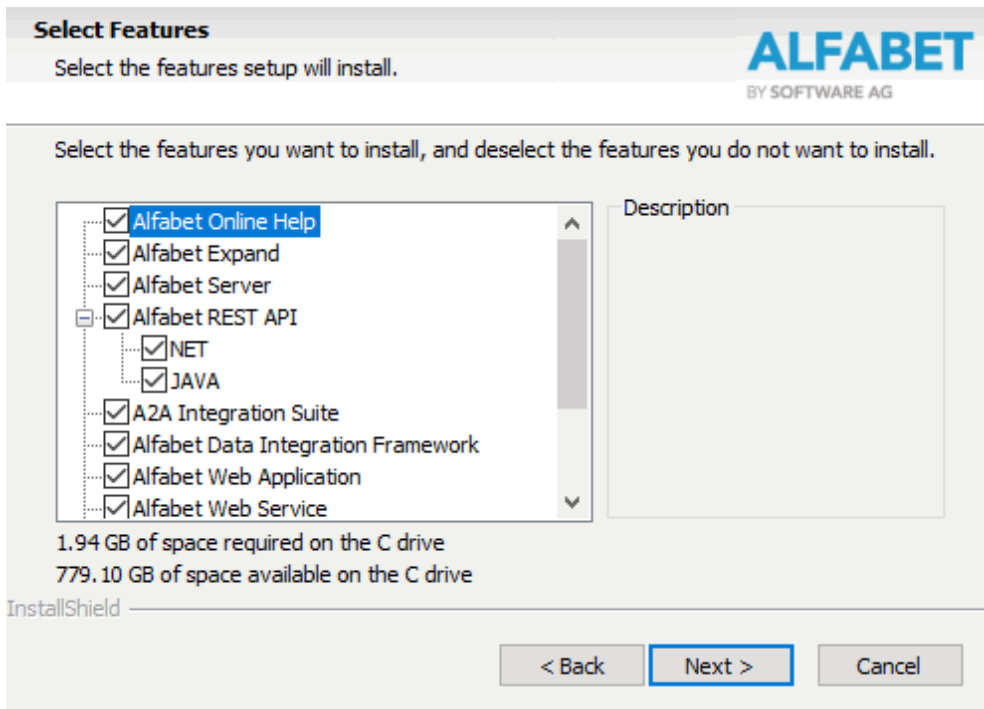 Select Features
Select the features setup will install.
ALFABET
BY SOFTWARE AG
Select the features you want to install, and deselect the features you do not want to install.
Alfabet Online Help
Alfabet Expand
Alfabet Server
Alfabet REST API
NET
JAVA
A2A Integration Suite
Alfabet Data Integration Framework
Alfabet Web Application
Alfabet Web Service
Description
1.94 GB of space required on the C drive
779.10 GB of space available on the C drive
InstallShield
< Back
Next >
Cancel